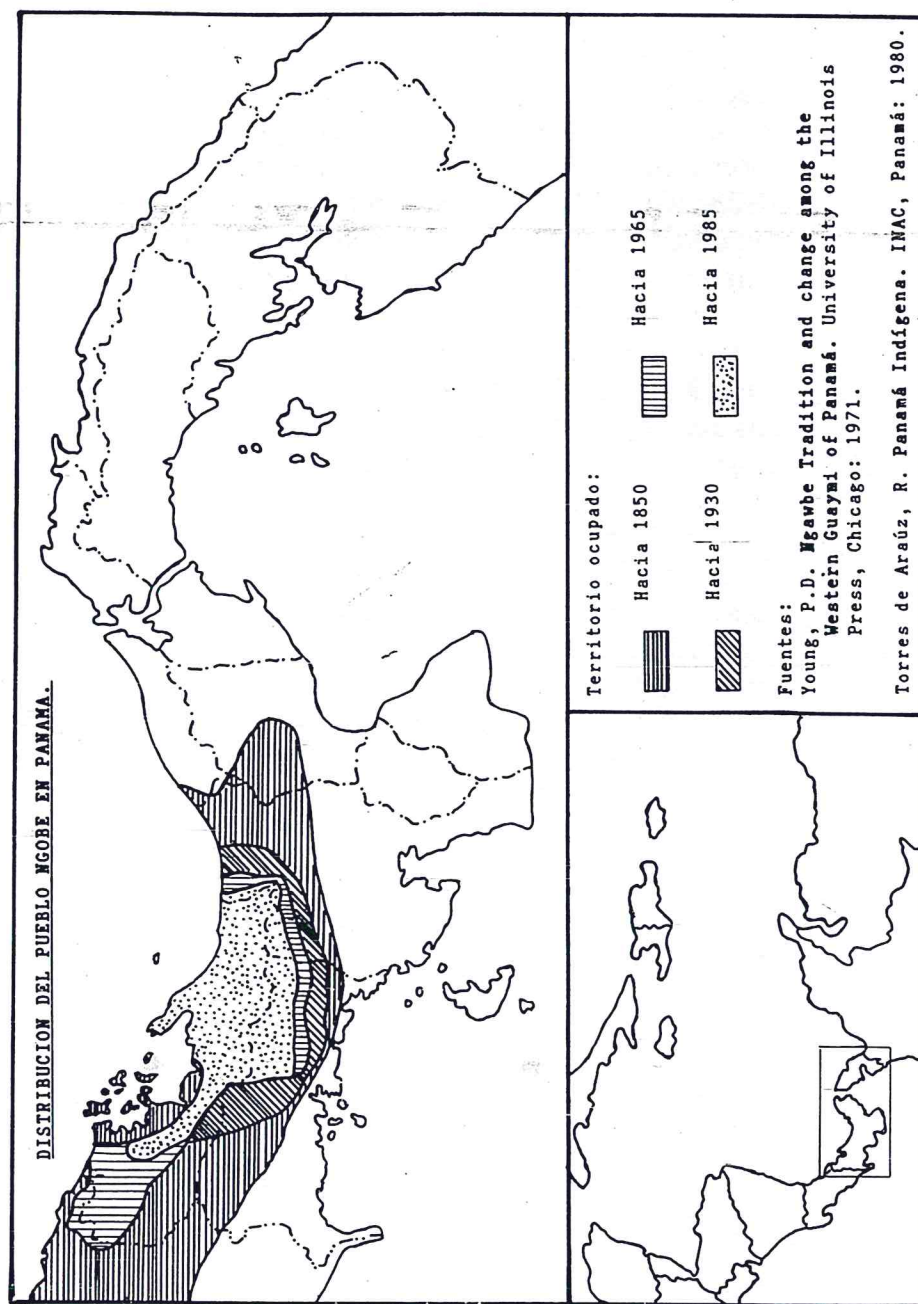 DISTRIBUCION DEL PUEBLO NGOBE EN PANAMA.
Territorio ocupado:
Hacia 1850
Hacia 1965
Hacia 1930
Hacia 1985
Fuentes:
Young, P.D. Ngawbe Tradition and change among the
Western Guaymi of Panamá. University of Illinois
Press, Chicago: 1971.
Torres de Araúz, R. Panamá Indígena. INAC, Panamá: 1980.